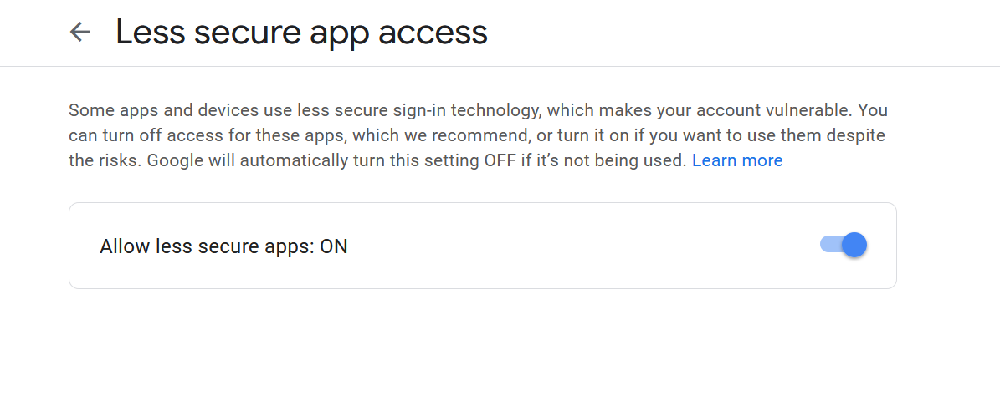 Less secure app access
Some apps and devices use less secure sign-in technology, which makes your account vulnerable. You
can turn off access for these apps, which we recommend, or turn it on if you want to use them despite
the risks. Google will automatically turn this setting OFF if it’s not being used. Learn more
Allow less secure apps: ON